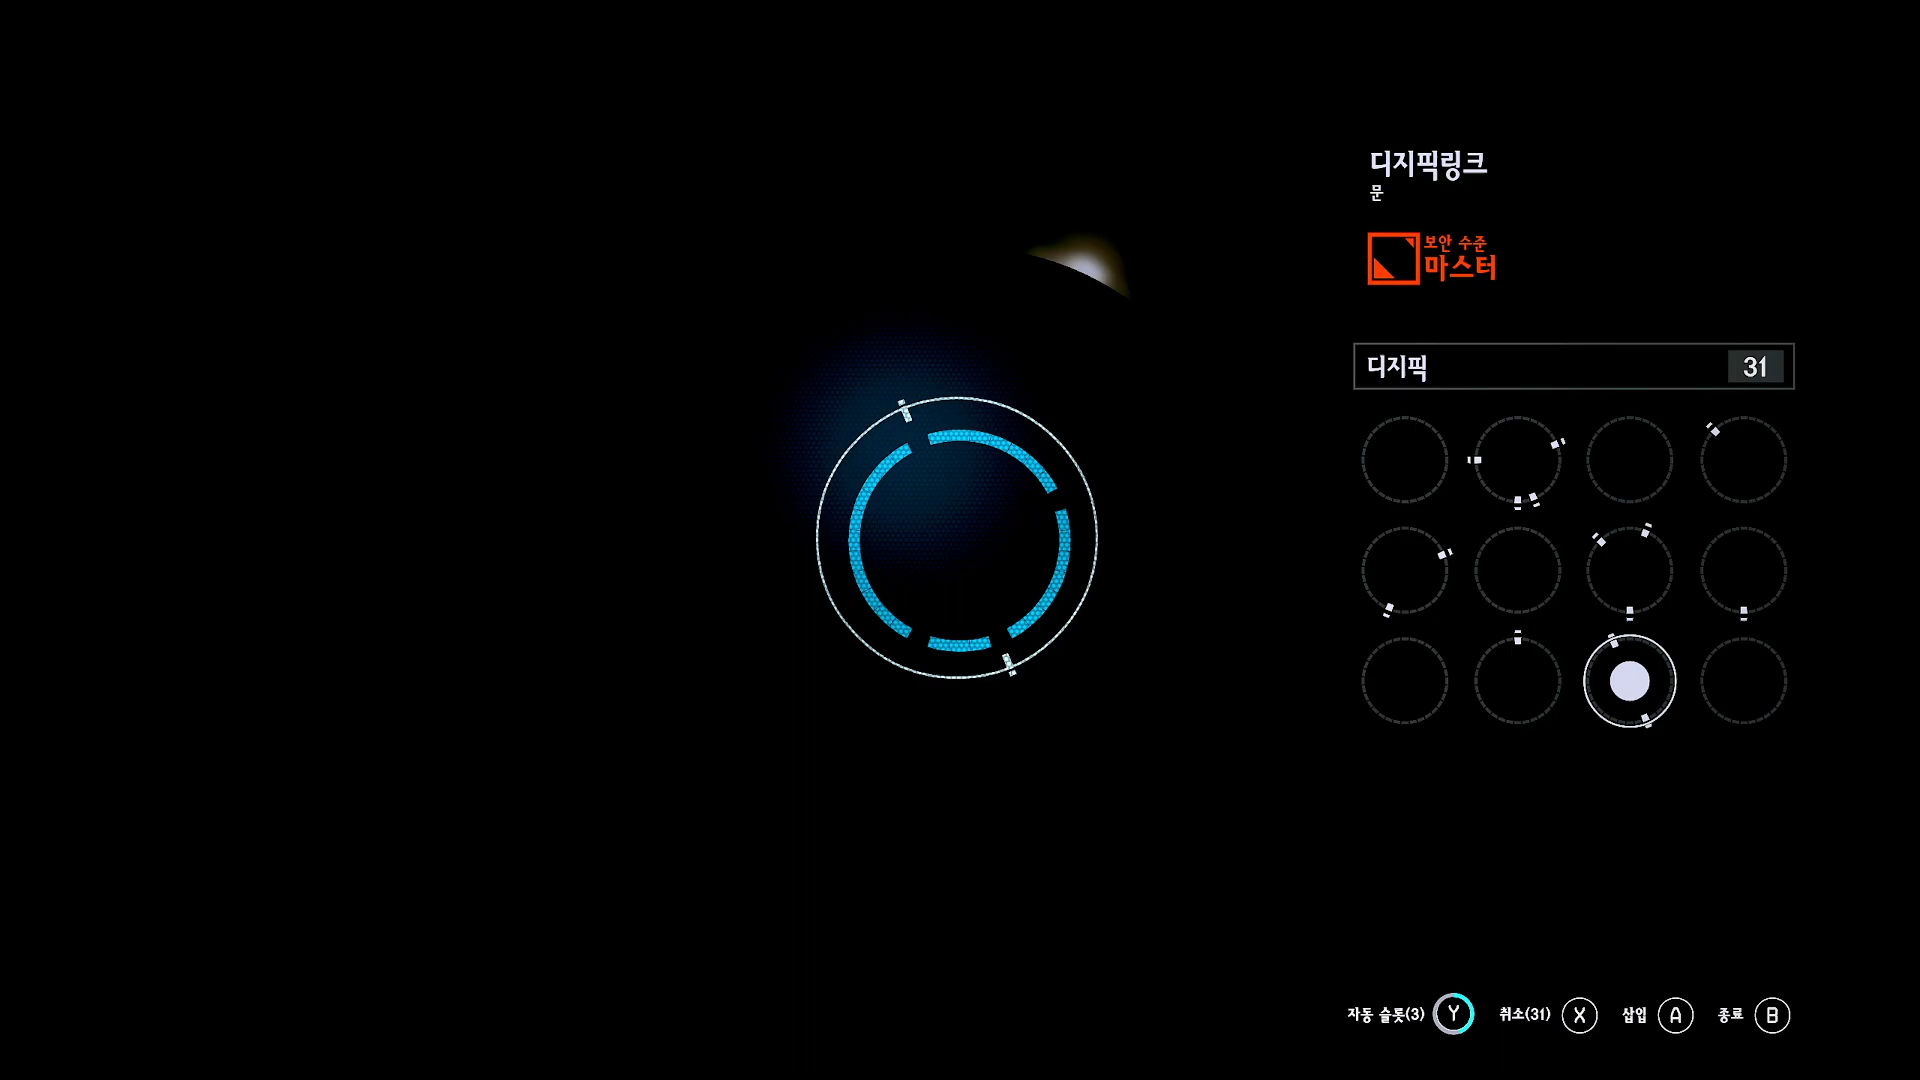 디지픽링크
문
보안 수준
마스터
디지픽 31
자동 슬롯(3) Y 취소(31) X 삽입 A 종료 B